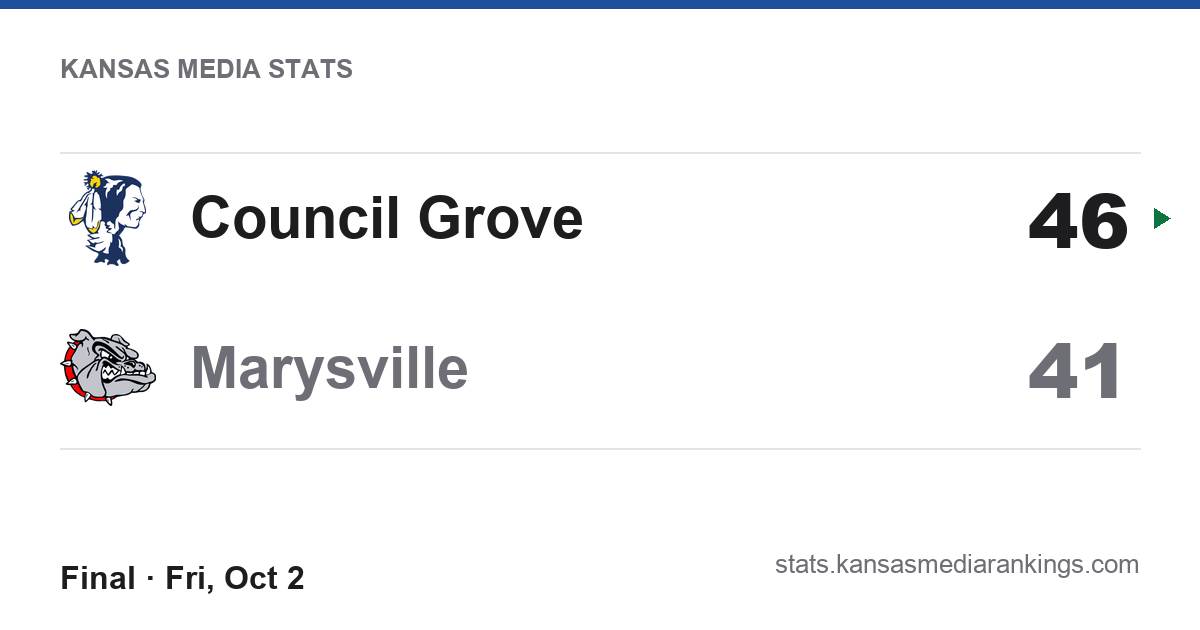 KANSAS MEDIA STATS
Council Grove 46
Marysville 41
Final · Fri, Oct 2
stats.kansasmediarankings.com